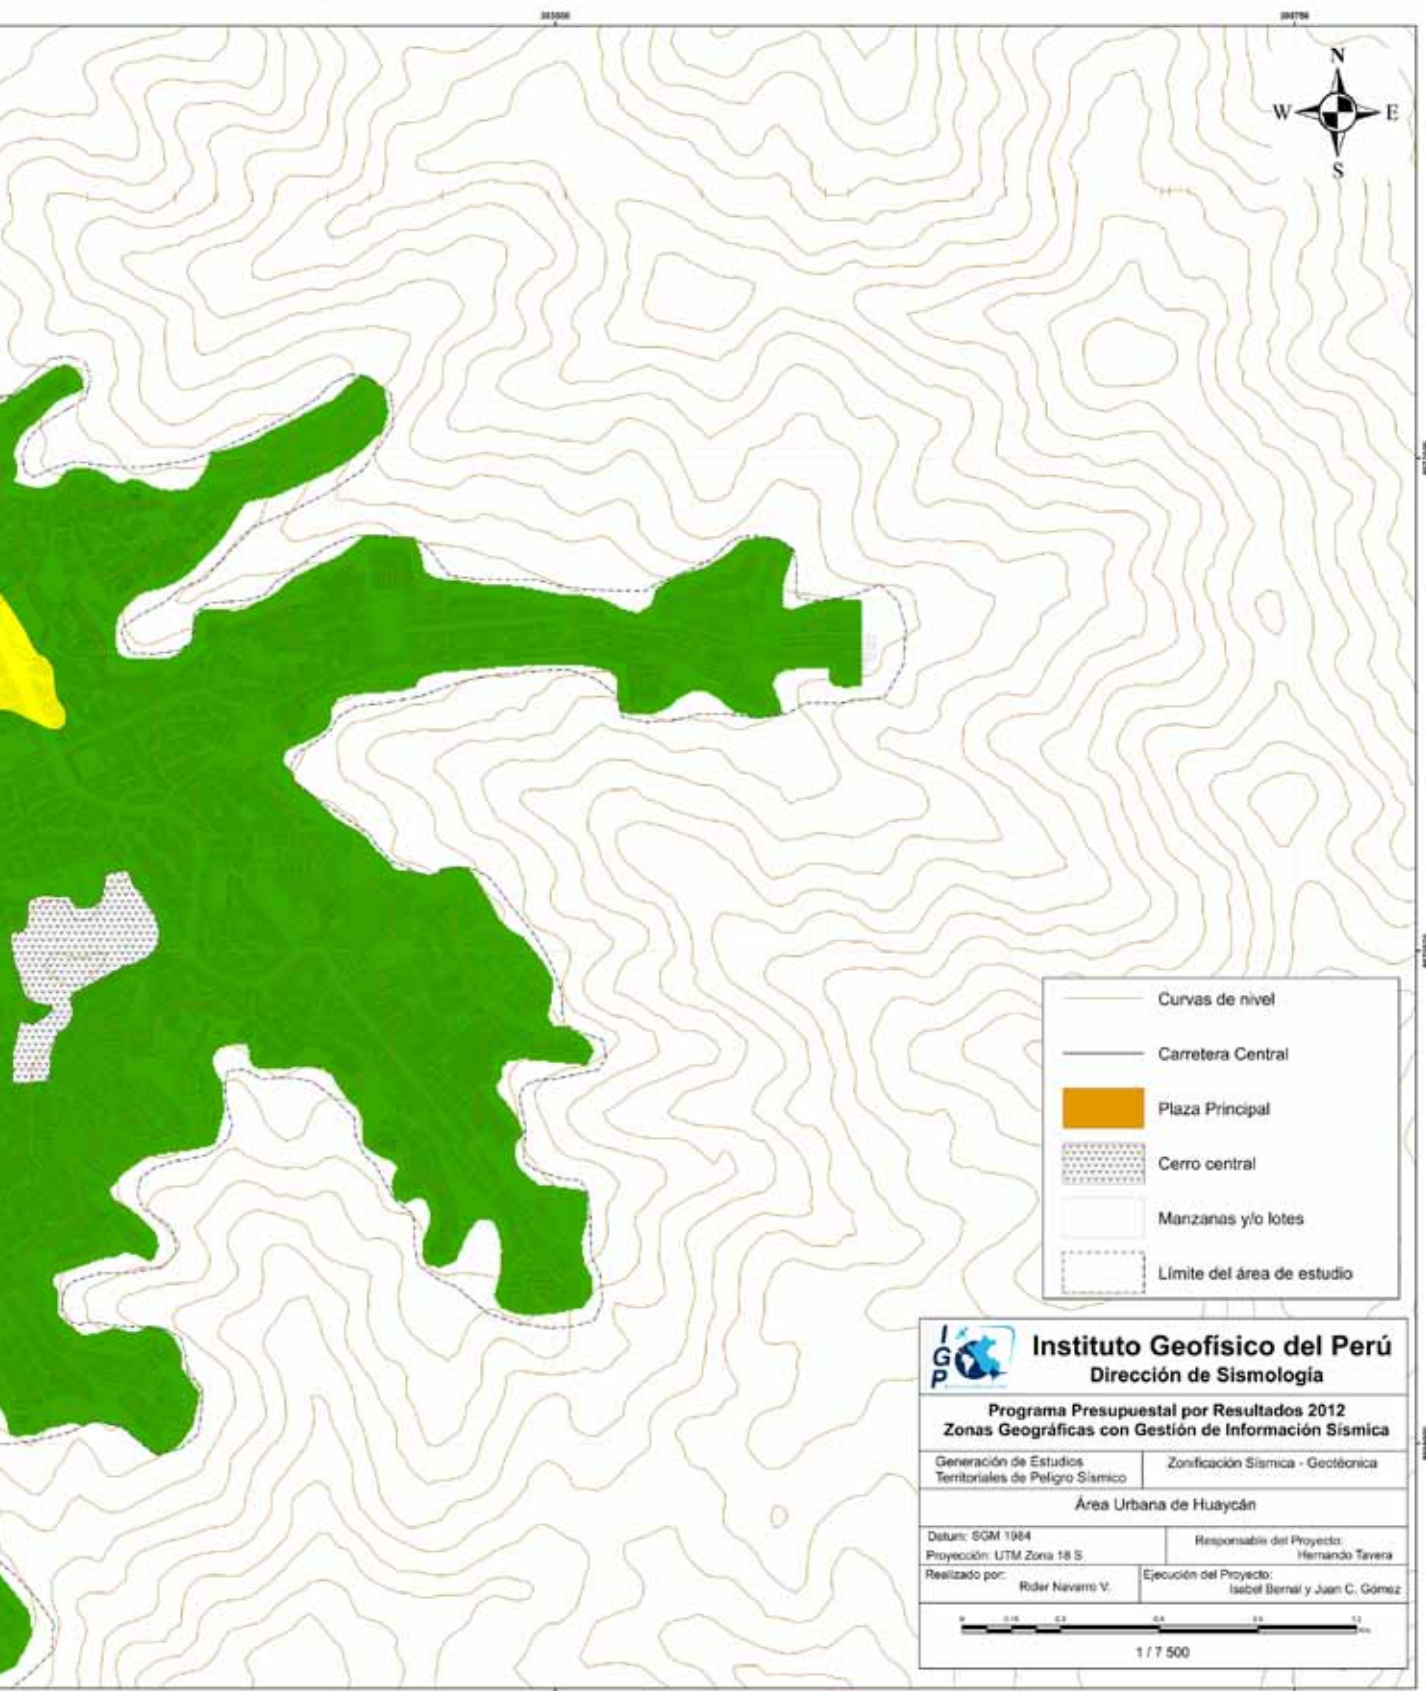 N
W E
S
Curvas de nivel
Carretera Central
Plaza Principal
Cerro central
Manzanas y/o lotes
Límite del área de estudio
IGP
Instituto Geofísico del Perú
Dirección de Sismología
Programa Presupuestal por Resultados 2012
Zonas Geográficas con Gestión de Información Sísmica
Generación de Estudios
Territoriales de Peligro Sísmico
Zonificación Sísmica - Geotécnica
Área Urbana de Huaycán
Datum: SGM 1984
Proyección: UTM Zona 18 S
Responsable del Proyecto:
Hernando Tavera
Realizado por:
Rider Navarro V.
Ejecución del Proyecto:
Isabel Bernal y Juan C. Gómez
1 / 7 500